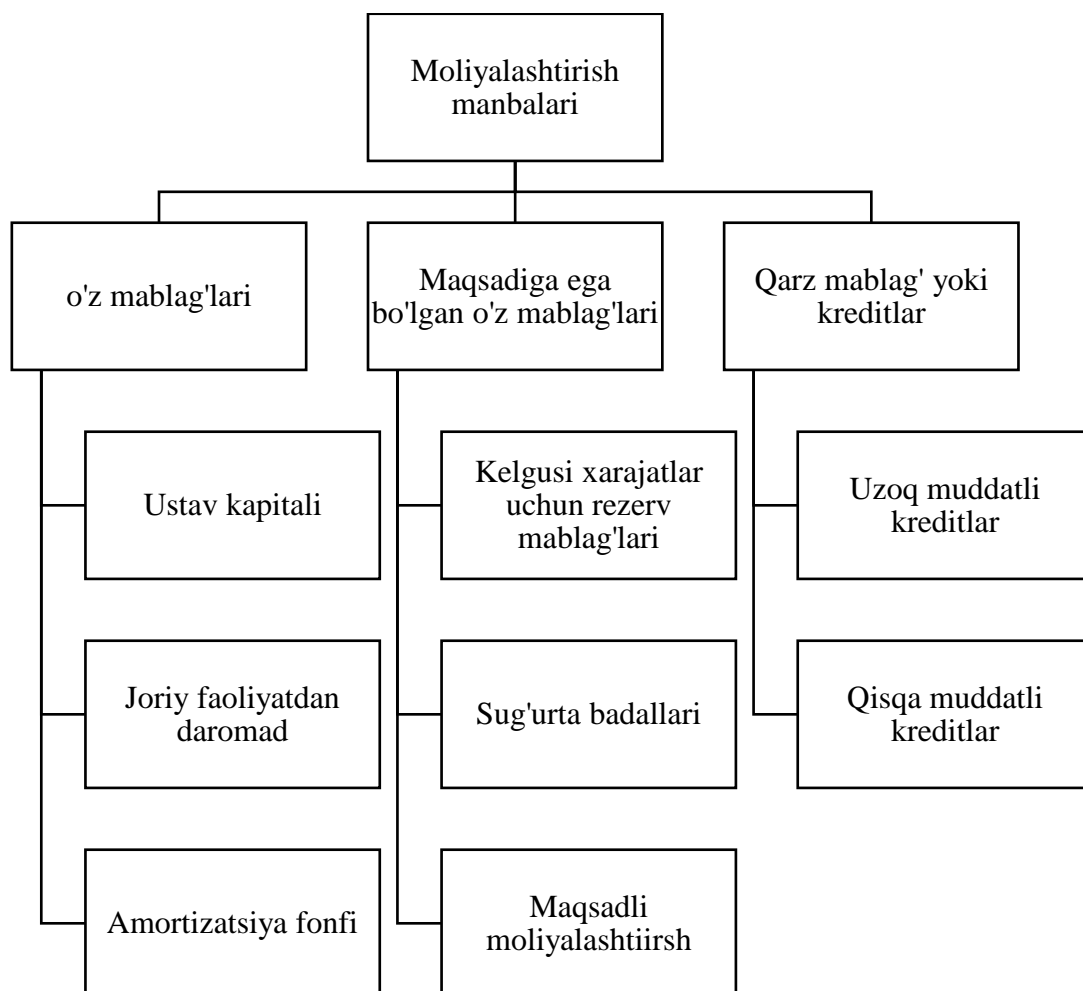 Moliyalashtirish
manbalari
o'z mablag'lari
Maqsadiga ega
bo'lgan o'z mablag'lari
Qarz mablag' yoki
kreditlar
Ustav kapitali
Joriy faoliyatdan
daromad
Amortizatsiya fonfi
Kelgusi xarajatlar
uchun rezerv
mablag'lari
Sug'urta badallari
Maqsadli
moliyalashtiirsh
Uzoq muddatli
kreditlar
Qisqa muddatli
kreditlar